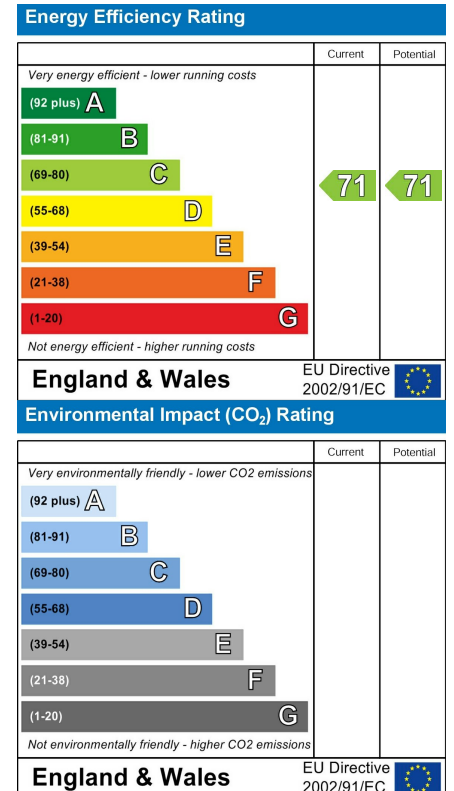 Energy Efficiency Rating
Current Potential
Very energy efficient - lower running costs
(92 plus) A
(81-91) B
(69-80) C
71 71
(55-68) D
(39-54) E
(21-38) F
(1-20) G
Not energy efficient - higher running costs
England & Wales
EU Directive
2002/91/EC
Environmental Impact (CO₂) Rating
Current Potential
Very environmentally friendly - lower CO2 emissions
(92 plus) A
(81-91) B
(69-80) C
(55-68) D
(39-54) E
(21-38) F
(1-20) G
Not environmentally friendly - higher CO2 emissions
England & Wales
EU Directive
2002/91/EC